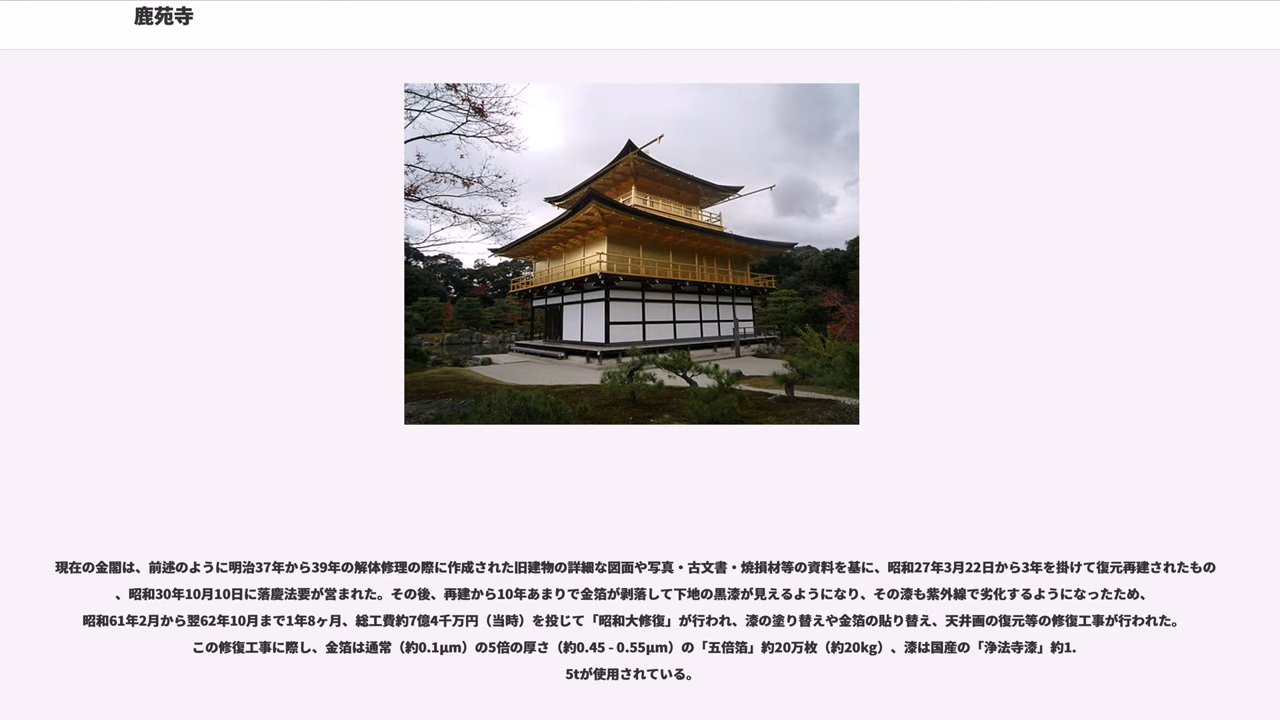 鹿苑寺
現在の金閣は、前述のように明治37年から39年の解体修理の際に作成された旧建物の詳細な図面や写真・古文書・焼損材等の資料を基に、昭和27年3月22日から3年を掛けて復元再建されたもの
、昭和30年10月10日に落慶法要が営まれた。その後、再建から10年あまりで金箔が剥落して下地の黒漆が見えるようになり、その漆も紫外線で劣化するようになったため、
昭和61年2月から翌62年10月まで1年8ヶ月、総工費約7億4千万円（当時）を投じて「昭和大修復」が行われ、漆の塗り替えや金箔の貼り替え、天井画の復元等の修復工事が行われた。
この修復工事に際し、金箔は通常（約0.1μm）の5倍の厚さ（約0.45 - 0.55μm）の「五倍箔」約20万枚（約20kg）、漆は国産の「浄法寺漆」約1.
5tが使用されている。